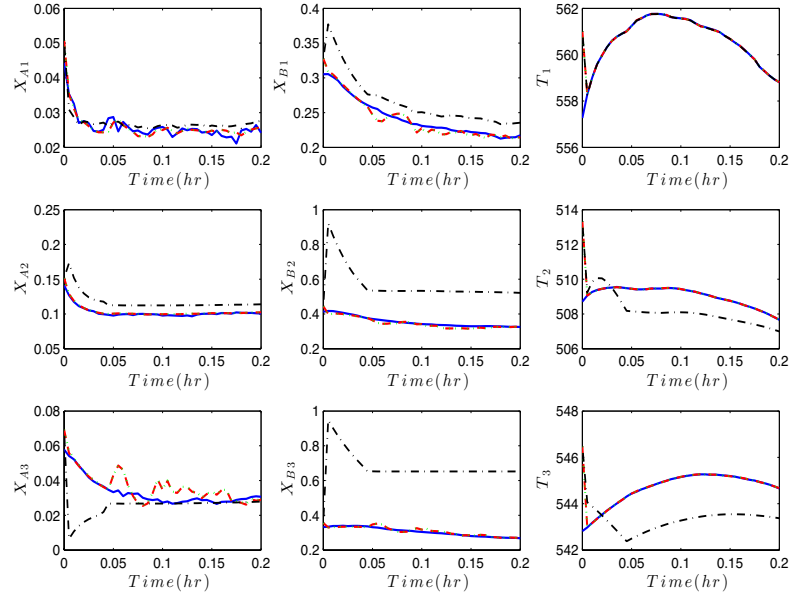 0.06
0.05
0.04
0.03
0.02
X_{A1}
0 0.05 0.1 0.15 0.2
Time(hr)
0.4
0.35
0.3
0.25
0.2
X_{B1}
0 0.05 0.1 0.15 0.2
Time(hr)
562
560
558
556
T_1
0 0.05 0.1 0.15 0.2
Time(hr)
0.25
0.2
0.15
0.1
0.05
X_{A2}
0 0.05 0.1 0.15 0.2
Time(hr)
1
0.8
0.6
0.4
0.2
X_{B2}
0 0.05 0.1 0.15 0.2
Time(hr)
514
512
510
508
506
T_2
0 0.05 0.1 0.15 0.2
Time(hr)
0.08
0.06
0.04
0.02
0
X_{A3}
0 0.05 0.1 0.15 0.2
Time(hr)
1
0.8
0.6
0.4
0.2
X_{B3}
0 0.05 0.1 0.15 0.2
Time(hr)
548
546
544
542
T_3
0 0.05 0.1 0.15 0.2
Time(hr)